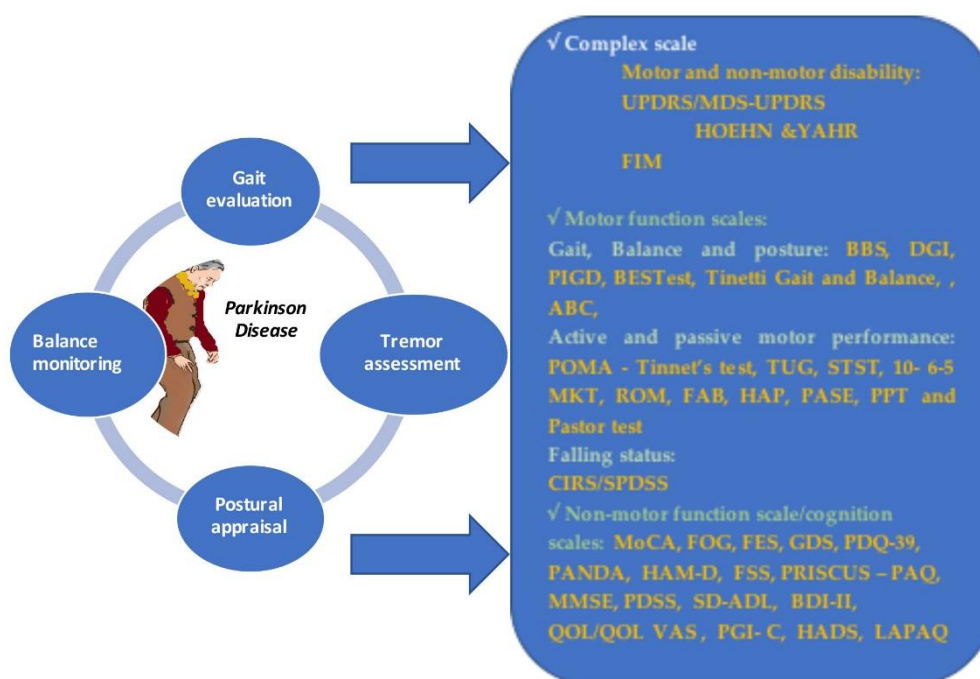 Gait
evaluation
Balance
monitoring
Parkinson
Disease
Tremor
assessment
Postural
appraisal
√ Complex scale
Motor and non-motor disability:
UPDRS/MDS-UPDRS
HOEHN &YAHR
FIM
√ Motor function scales:
Gait, Balance and posture: BBS, DGI,
PIGD, BESTest, Tinetti Gait and Balance, ,
ABC,
Active and passive motor performance:
POMA - Tinnet's test, TUG, STST, 10- 6-5
MKT, ROM, FAB, HAP, PASE, PPT and
Pastor test
Falling status:
CIRS/SPDSS
√ Non-motor function scale/cognition
scales: MoCA, FOG, FES, GDS, PDQ-39,
PANDA, HAM-D, FSS, PRISCUS – PAQ,
MMSE, PDSS, SD-ADL, BDI-II,
QOL/QOL VAS , PGI- C, HADS, LAPAQ